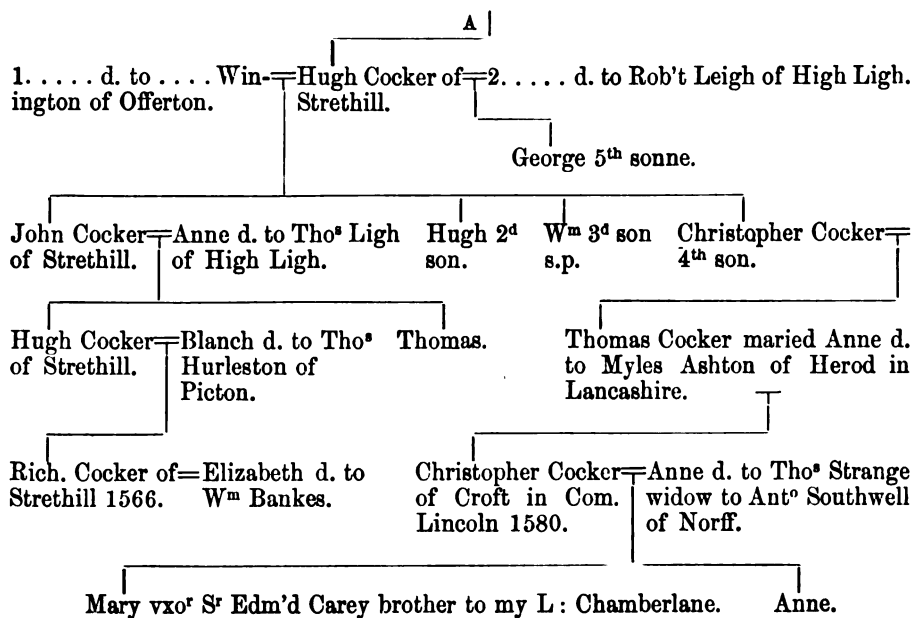 A
1. . . . . d. to . . . . Win-=Hugh Cocker of=2. . . . . d. to Rob't Leigh of High Ligh.
ington of Offerton. Strethill.
George 5th sonne.
John Cocker=Anne d. to Thos Ligh Hugh 2d Wm 3d son Christopher Cocker=
of Strethill. of High Ligh. son. s.p. 4th son.
Hugh Cocker=Blanch d. to Thos Thomas. Thomas Cocker maried Anne d.
of Strethill. Hurleston of to Myles Ashton of Herod in
Picton. Lancashire.
Rich. Cocker of=Elizabeth d. to Christopher Cocker=Anne d. to Thos Strange
Strethill 1566. Wm Bankes. of Croft in Com. widow to Anto Southwell
Lincoln 1580. of Norff.
Mary vxor Sr Edm'd Carey brother to my L : Chamberlane. Anne.